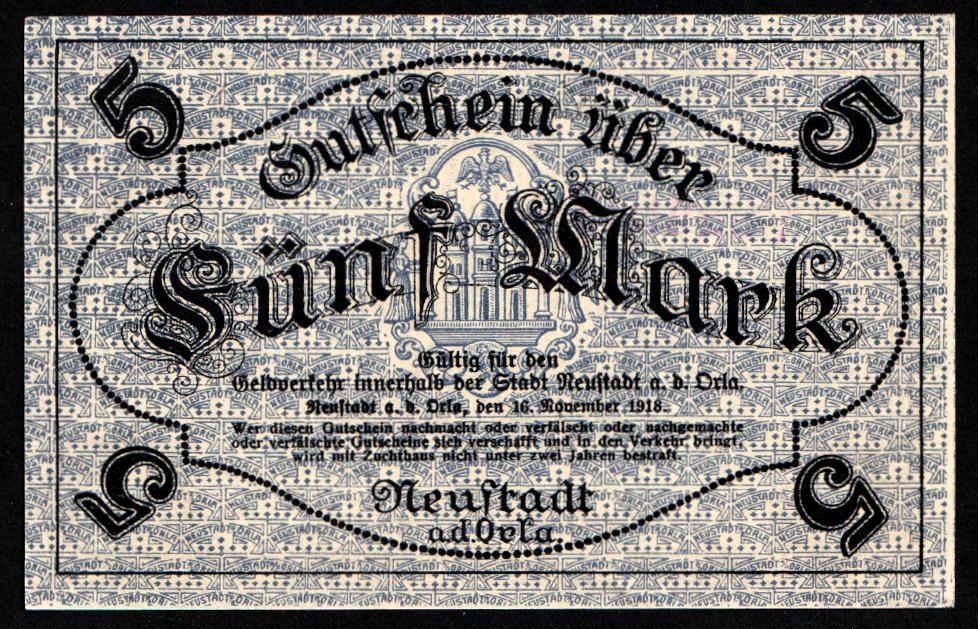 5 5
Gutschein über
Fünf Mark
Gültig für den
Geldverkehr innerhalb der Stadt Neustadt a. d. Orla.
Neustadt a. d. Orla, den 16. November 1918.
Wer diesen Gutschein nachmacht oder verfälscht oder nachgemachte
oder verfälschte Gutscheine sich verschafft und in den Verkehr bringt,
wird mit Zuchthaus nicht unter zwei Jahren bestraft.
5 5
Neustadt
a.d.Orla.